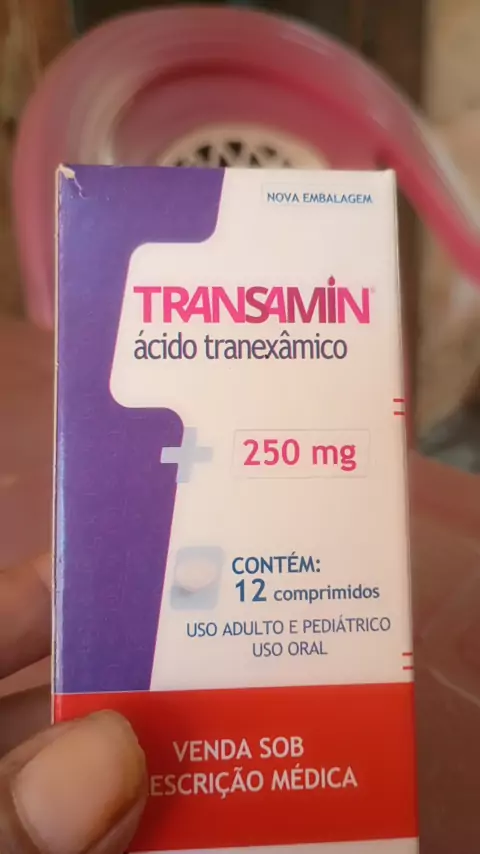 NOVA EMBALAGEM
TRANSAMIN®
ácido tranexâmico
250 mg
CONTÉM:
12 comprimidos
USO ADULTO E PEDIÁTRICO
USO ORAL
VENDA SOB
ESCRIÇÃO MÉDICA